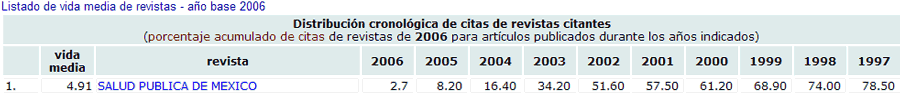 Listado de vida media de revistas - año base 2006
Distribución cronológica de citas de revistas citantes
(porcentaje acumulado de citas de revistas de 2006 para artículos publicados durante los años indicados)
vida media revista 2006 2005 2004 2003 2002 2001 2000 1999 1998 1997
1. 4.91 SALUD PUBLICA DE MEXICO 2.7 8.20 16.40 34.20 51.60 57.50 61.20 68.90 74.00 78.50